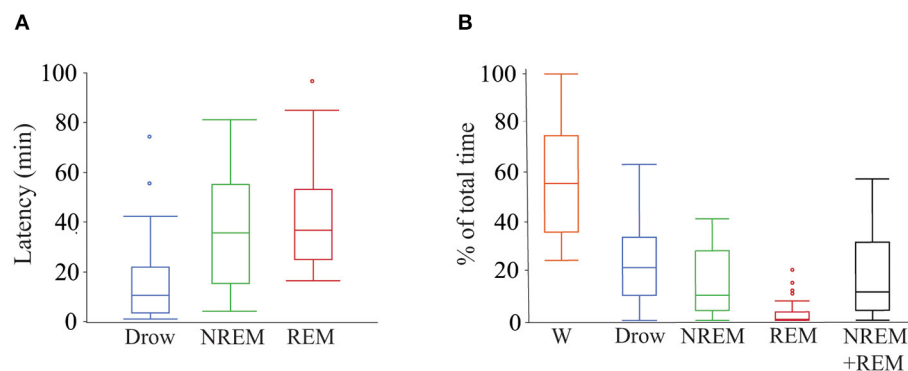 A
B
Latency (min)
100
80
60
40
20
0
Drow NREM REM
% of total time
100
80
60
40
20
0
W Drow NREM REM NREM
+REM